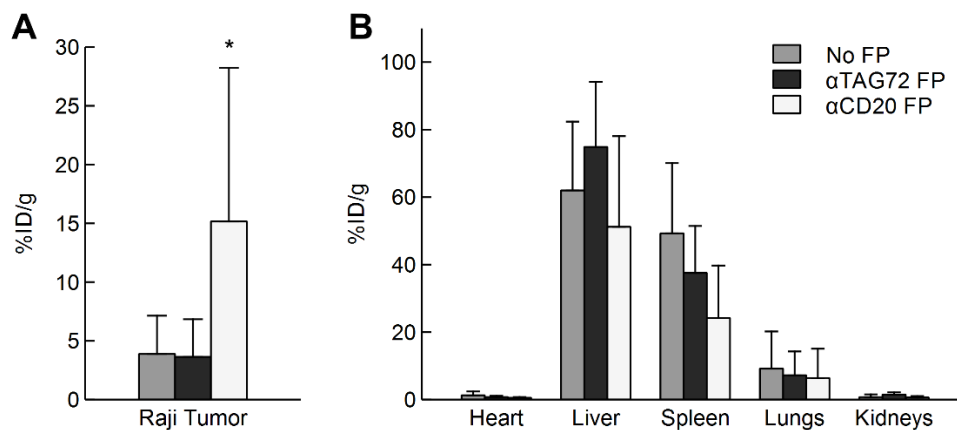 A
%ID/g
30
25
20
15
10
5
0
*
Raji Tumor
B
%ID/g
100
80
60
40
20
0
No FP
αTAG72 FP
αCD20 FP
Heart Liver Spleen Lungs Kidneys